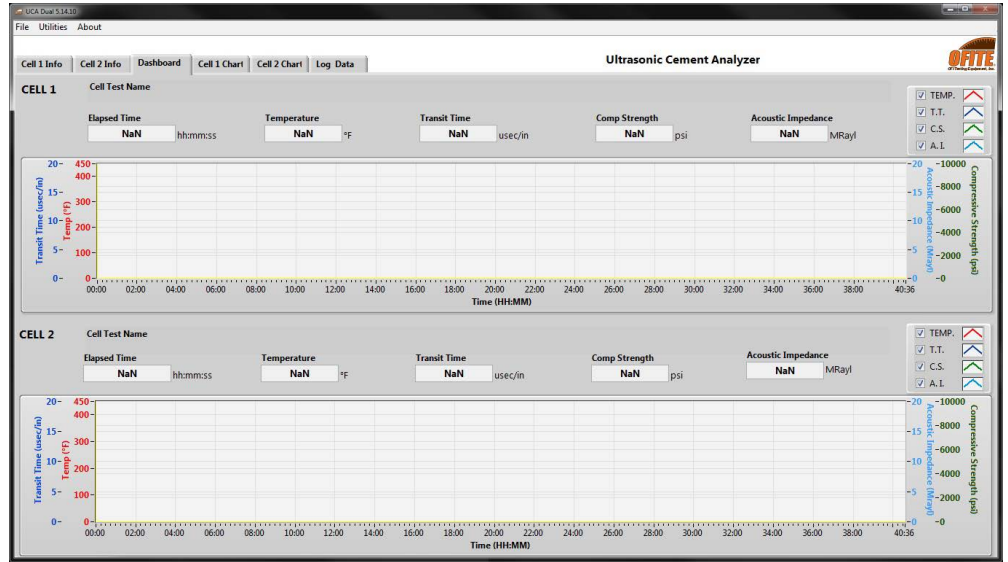 UCA Dual 5.14.10
File Utilities About
Cell 1 Info Cell 2 Info Dashboard Cell 1 Chart Cell 2 Chart Log Data
Ultrasonic Cement Analyzer
OFITE
OFI Testing Equipment, Inc.
CELL 1
Cell Test Name
Elapsed Time Temperature Transit Time Comp Strength Acoustic Impedance
NaN hh:mm:ss NaN °F NaN usec/in NaN psi NaN MRayl
TEMP.
T.T.
C.S.
A.I.
Transit Time (usec/in)
20 15 10 5 0
Temp (°F)
450 400 300 200 100 0
20 15 10 5 0
Acoustic Impedance (Mrayl)
10000 8000 6000 4000 2000 0
Compressive Strength (psi)
00:00 02:00 04:00 06:00 08:00 10:00 12:00 14:00 16:00 18:00 20:00 22:00 24:00 26:00 28:00 30:00 32:00 34:00 36:00 38:00 40:36
Time (HH:MM)
CELL 2
Cell Test Name
Elapsed Time Temperature Transit Time Comp Strength Acoustic Impedance
NaN hh:mm:ss NaN °F NaN usec/in NaN psi NaN MRayl
TEMP.
T.T.
C.S.
A.I.
Transit Time (usec/in)
20 15 10 5 0
Temp (°F)
450 400 300 200 100 0
20 15 10 5 0
Acoustic Impedance (Mrayl)
10000 8000 6000 4000 2000 0
Compressive Strength (psi)
00:00 02:00 04:00 06:00 08:00 10:00 12:00 14:00 16:00 18:00 20:00 22:00 24:00 26:00 28:00 30:00 32:00 34:00 36:00 38:00 40:36
Time (HH:MM)